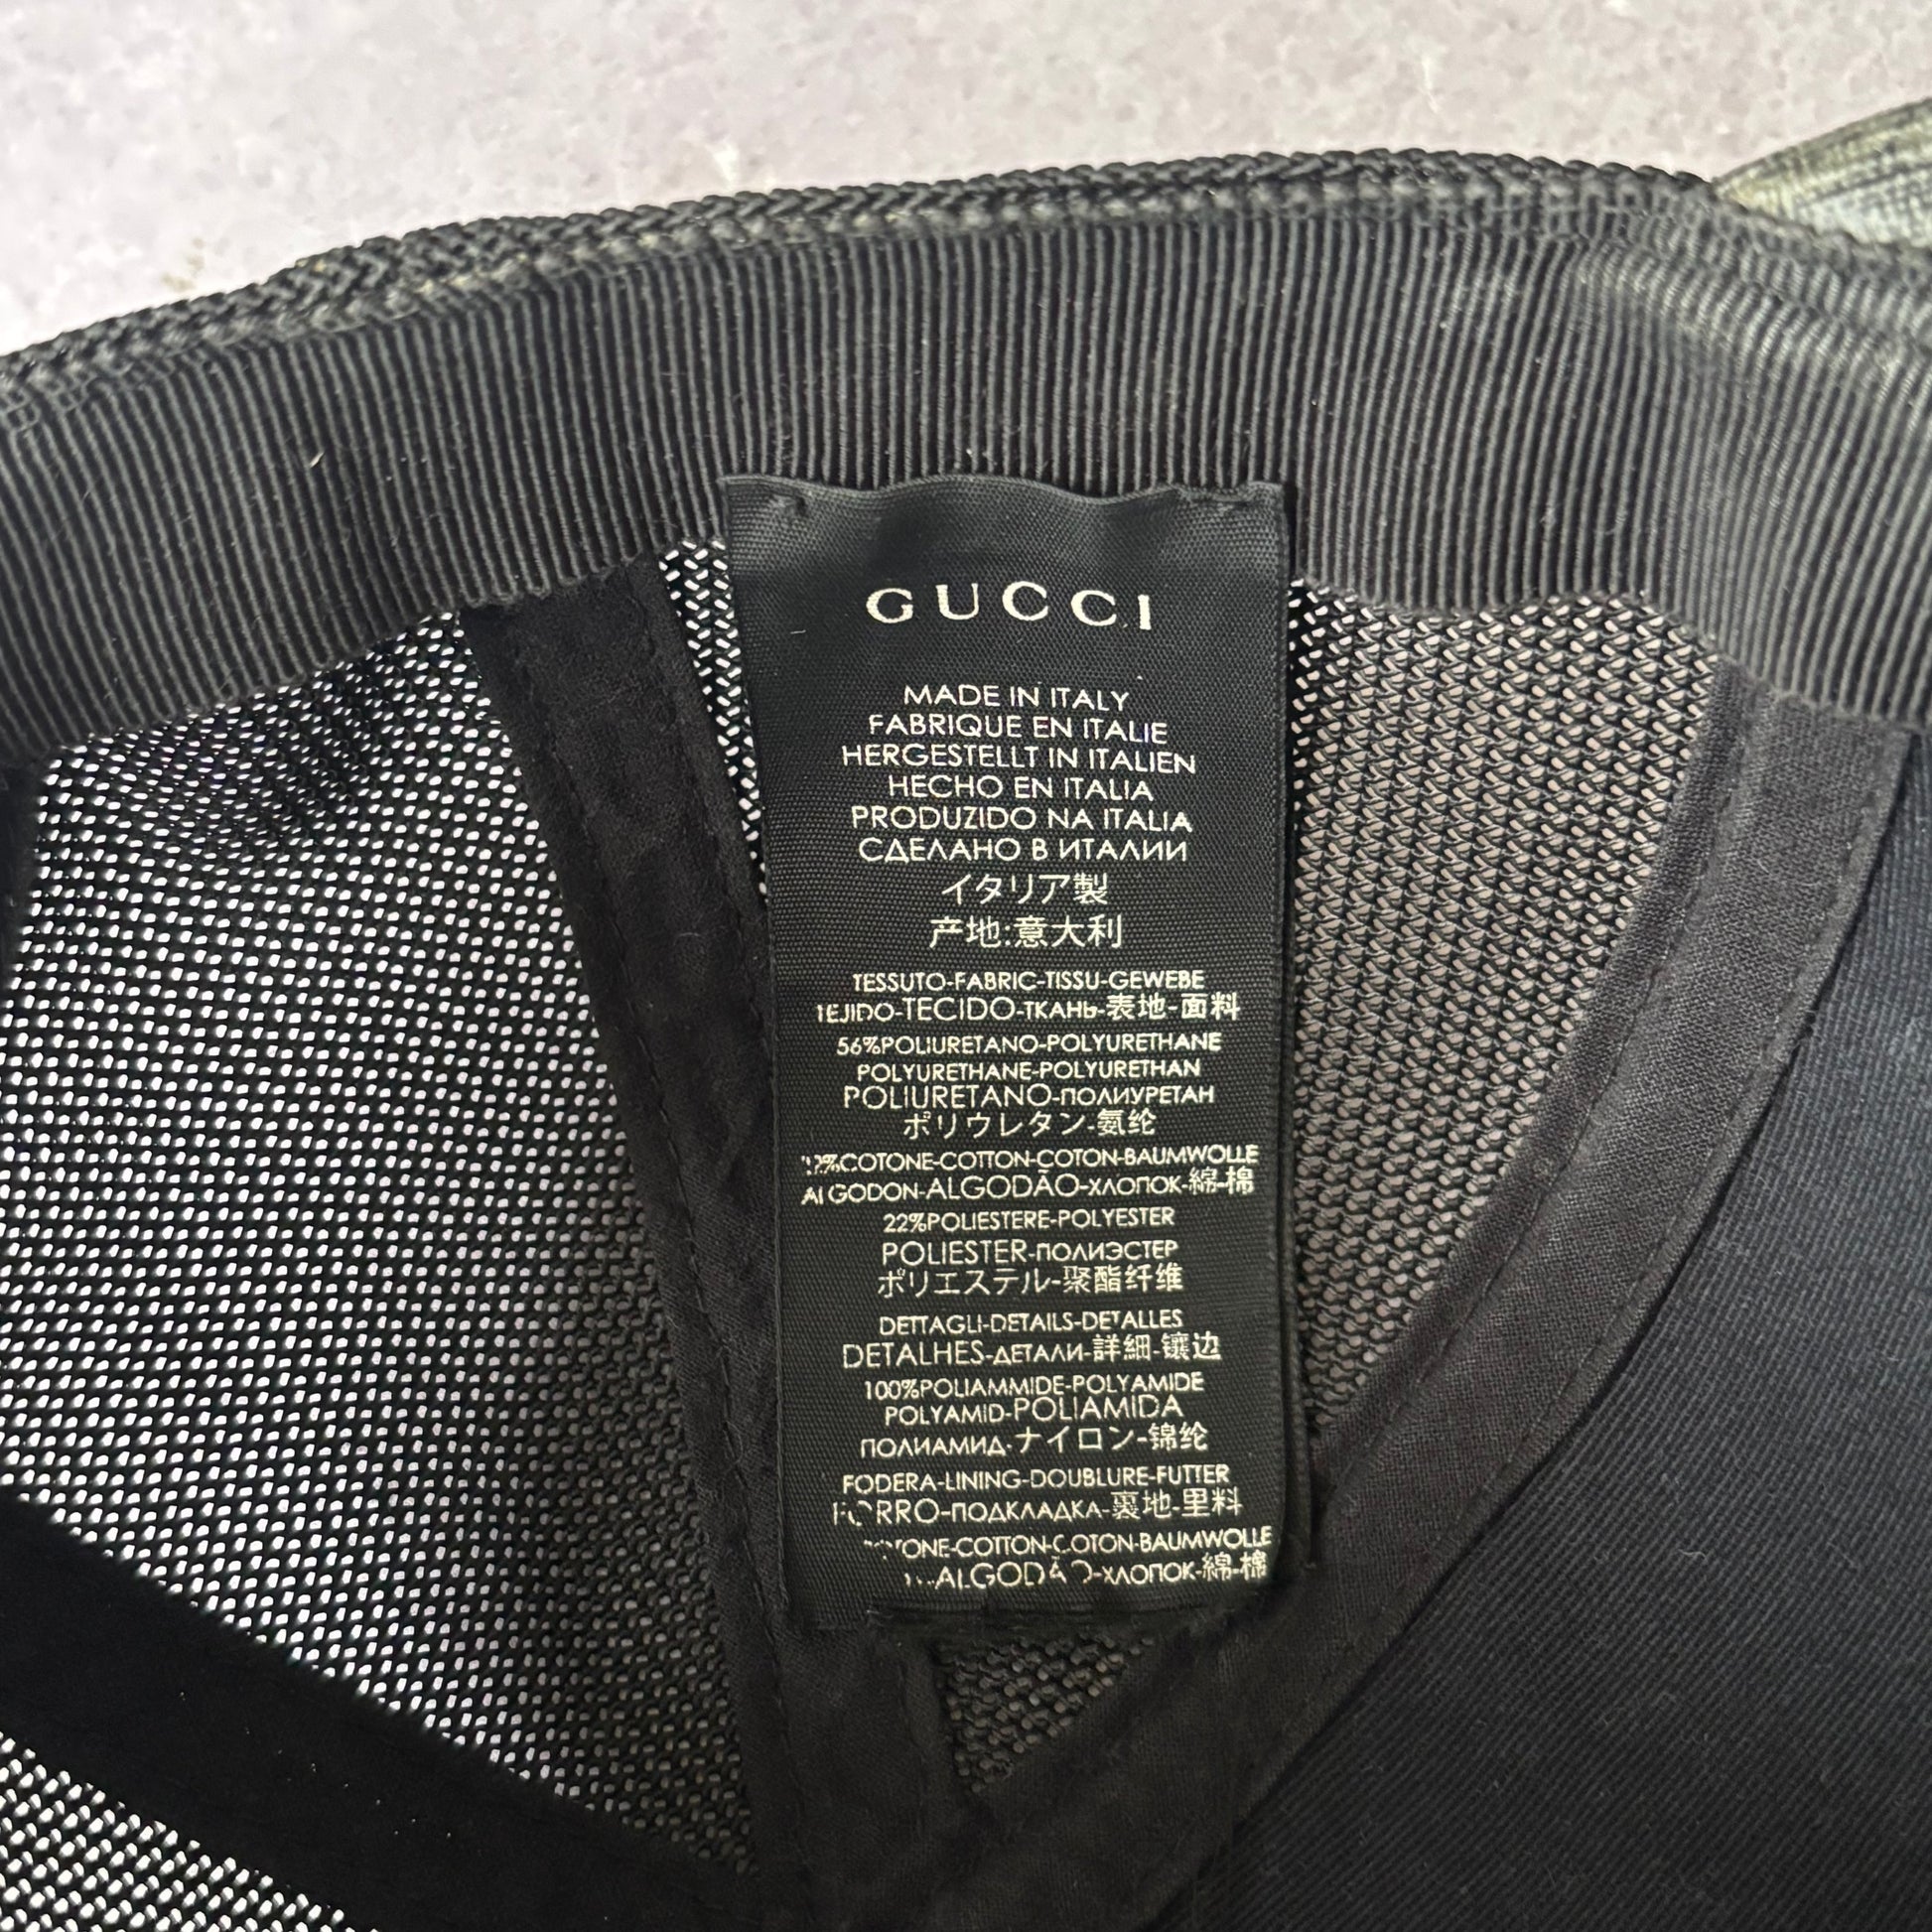 GUCCI
MADE IN ITALY
FABRIQUE EN ITALIE
HERGESTELLT IN ITALIEN
HECHO EN ITALIA
PRODUZIDO NA ITALIA
СДЕЛАНО В ИТАЛИИ
イタリア製
产地:意大利
TESSUTO-FABRIC-TISSU-GEWEBE
TEJIDO-TECIDO-ТКАНЬ-表地-面料
56%POLIURETANO-POLYURETHANE
POLYURETHANE-POLYURETHAN
POLIURETANO-ПОЛИУРЕТАН
ポリウレタン-氨纶
COTONE-COTTON-COTON-BAUMWOLLE
ALGODON-ALGODÃO-ХЛОПОК-綿-棉
22%POLIESTERE-POLYESTER
POLIESTER-ПОЛИЭСТЕР
ポリエステル-聚酯纤维
DETTAGLI-DETAILS-DETALLES
DETALHES-ДЕТАЛИ-詳細-镶边
100%POLIAMMIDE-POLYAMIDE
POLYAMID-POLIAMIDA
ПОЛИАМИД-ナイロン-锦纶
FODERA-LINING-DOUBLURE-FUTTER
FORRO-ПОДКЛАДКА-裏地-里料
COTTON-COTON-BAUMWOLLE
ALGODÃO-ХЛОПОК-綿-棉